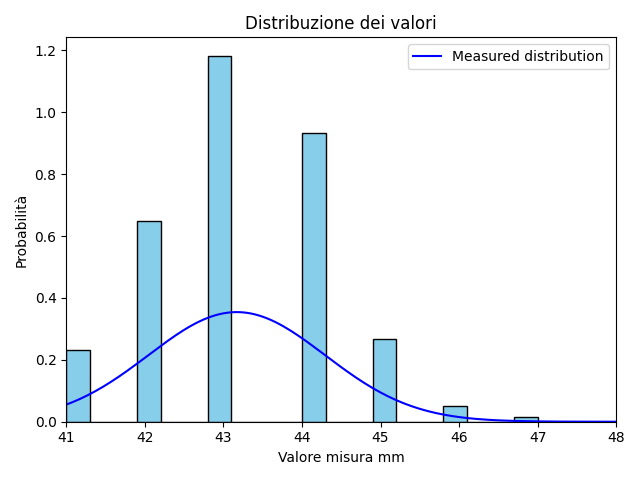 Distribuzione dei valori
Measured distribution
Probabilità
1.2
1.0
0.8
0.6
0.4
0.2
0.0
41 42 43 44 45 46 47 48
Valore misura mm